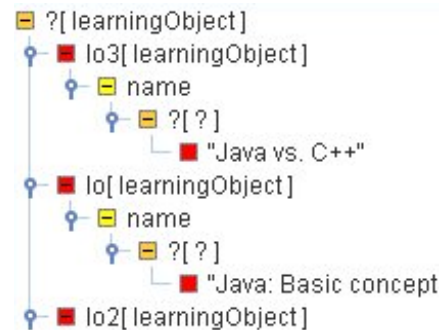 ?[learningObject]
lo3[learningObject]
name
?[?]
"Java vs. C++"
lo[learningObject]
name
?[?]
"Java: Basic concept
lo2[learningObject]